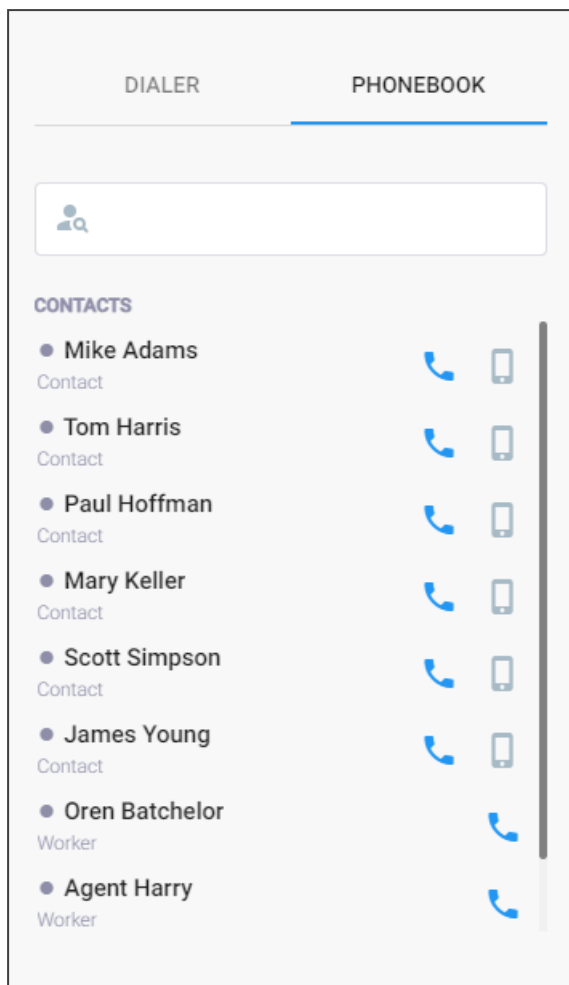 DIALER PHONEBOOK
CONTACTS
Mike Adams
Contact
Tom Harris
Contact
Paul Hoffman
Contact
Mary Keller
Contact
Scott Simpson
Contact
James Young
Contact
Oren Batchelor
Worker
Agent Harry
Worker